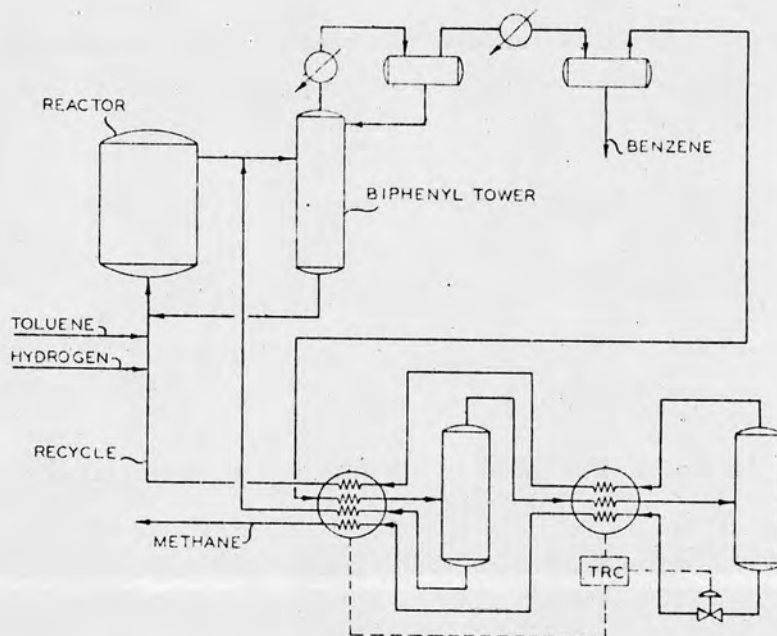 REACTOR
BENZENE
BIPHENYL TOWER
TOLUENE
HYDROGEN
RECYCLE
METHANE
TRC